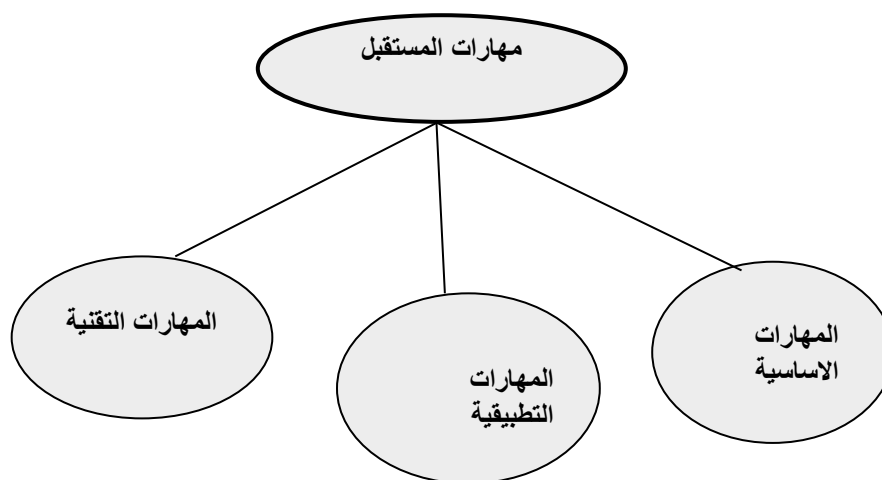 مهارات المستقبل
المهارات
الاساسية
المهارات
التطبيقية
المهارات التقنية